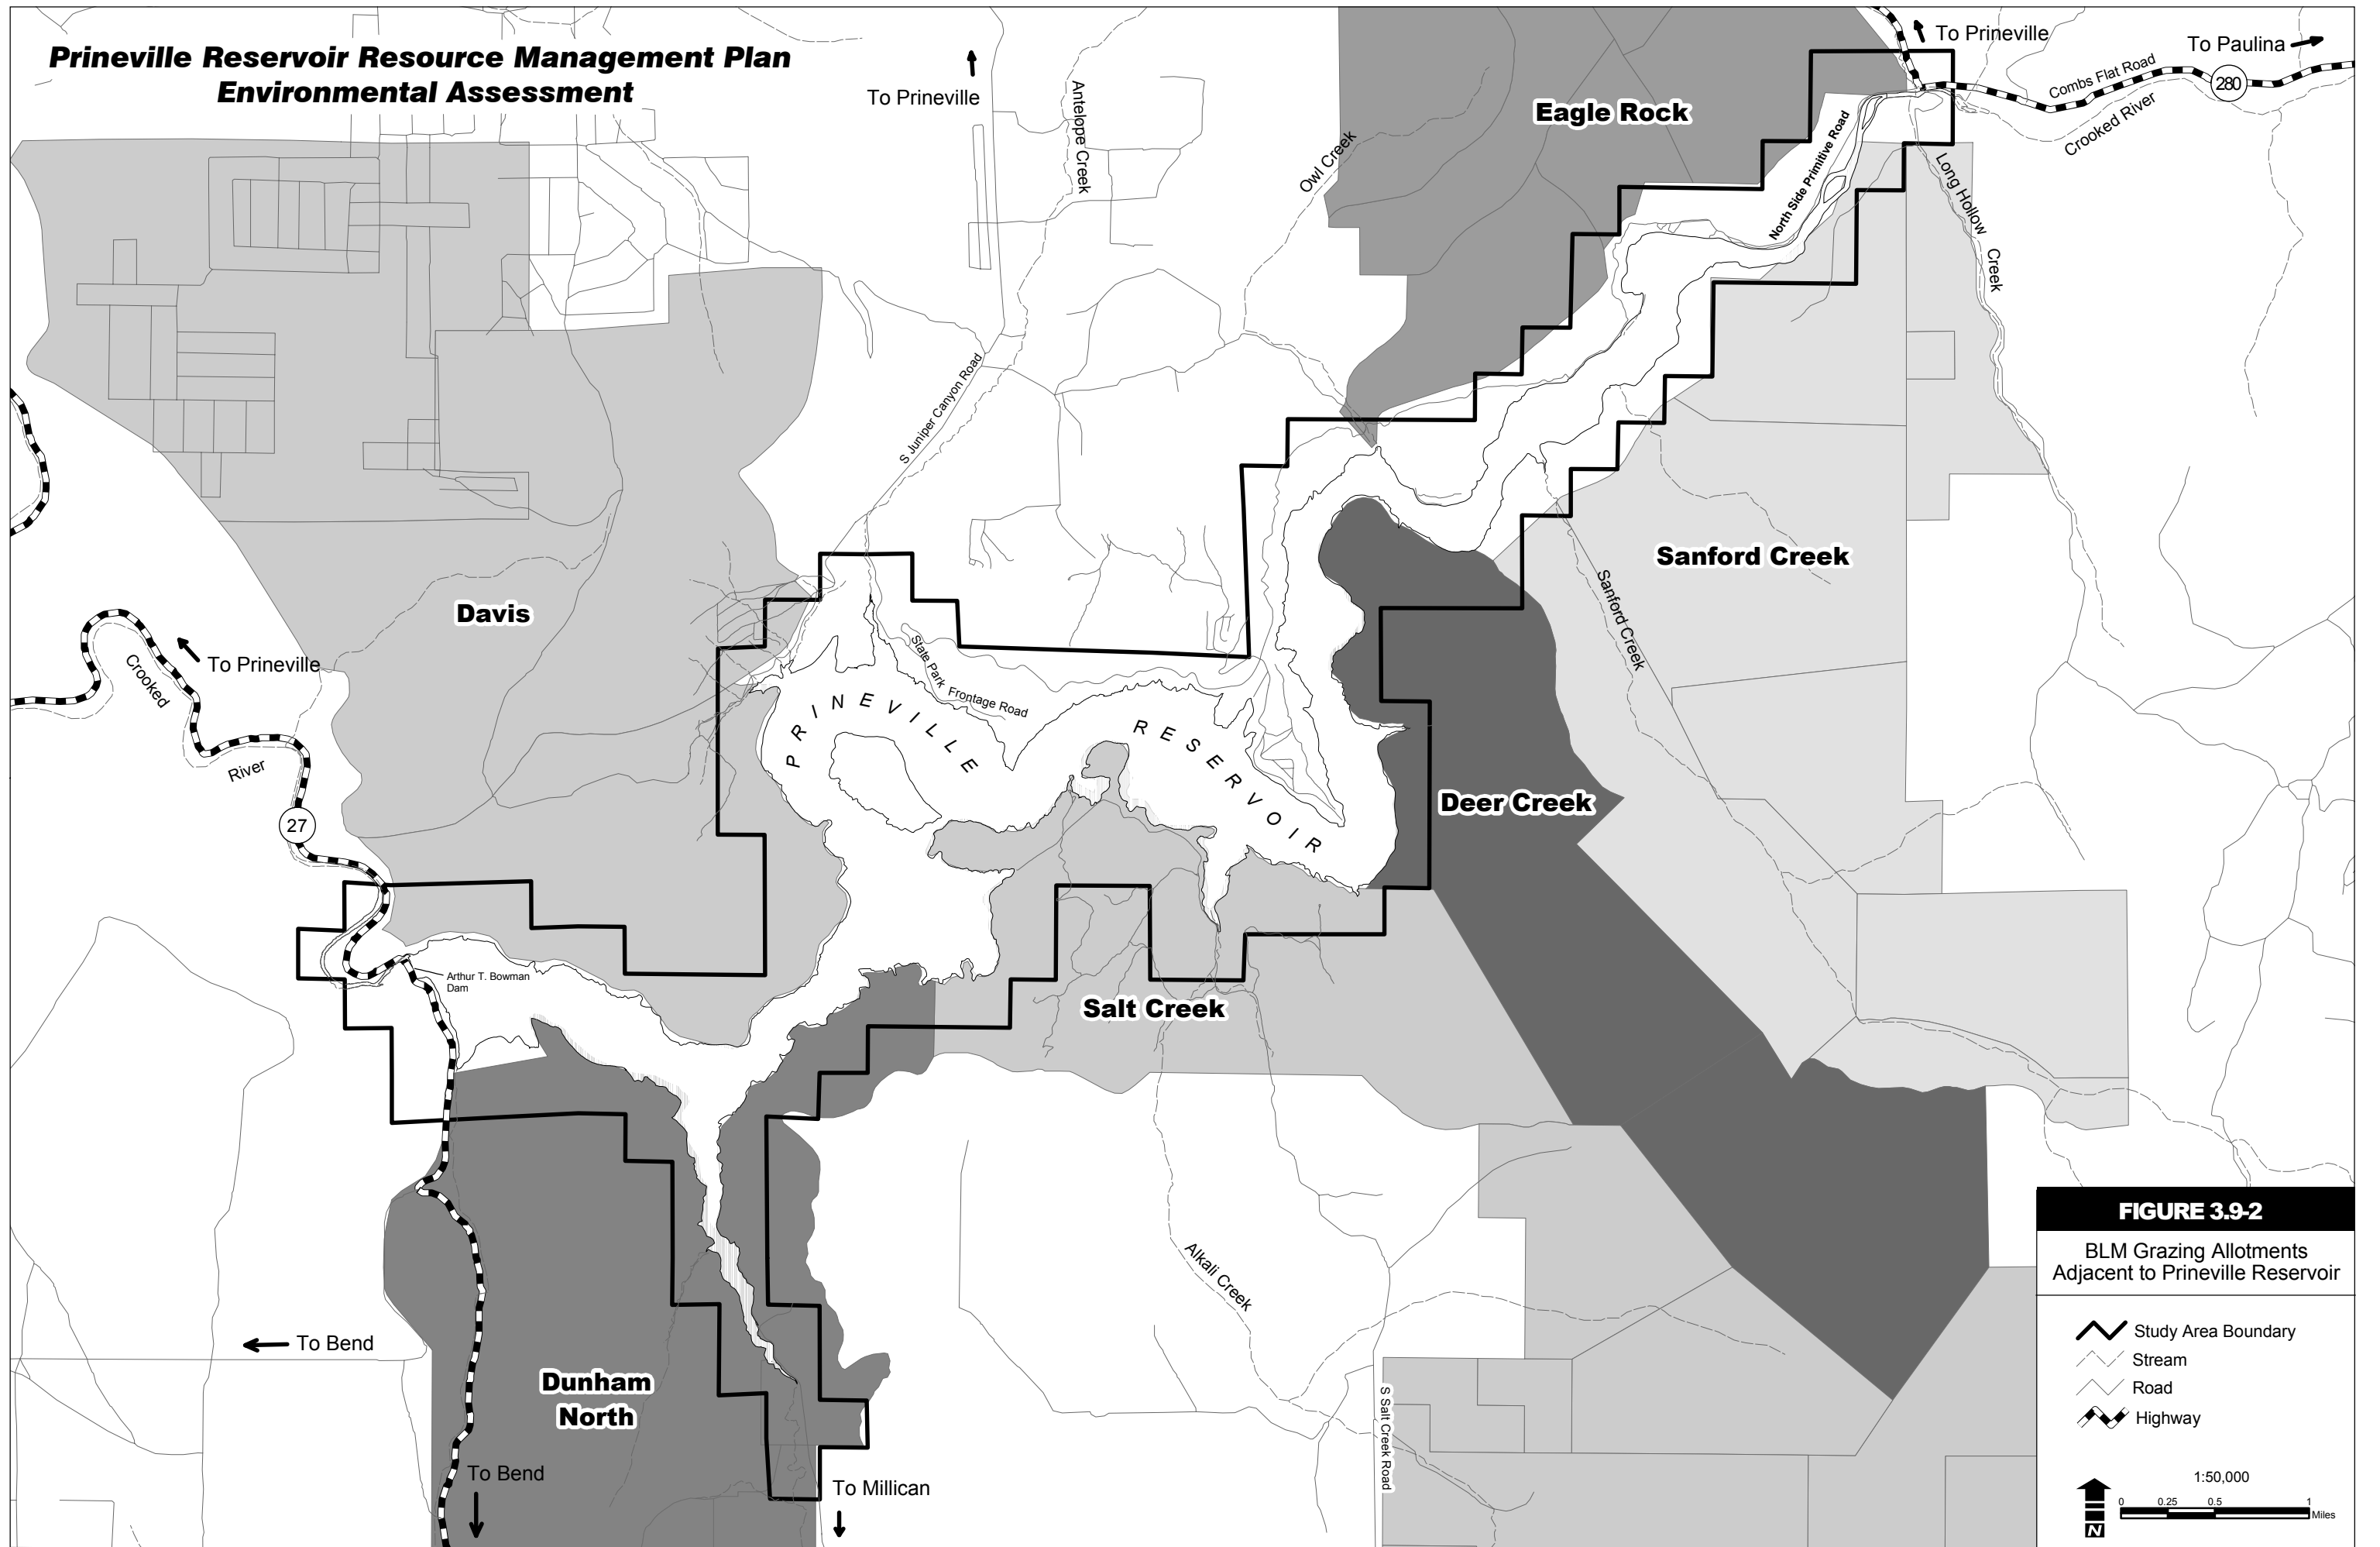 Prineville Reservoir Resource Management Plan
Environmental Assessment
To Prineville
To Prineville
To Paulina
Combs Flat Road
280
Crooked River
Antelope Creek
Owl Creek
Eagle Rock
North Side Primitive Road
Long Hollow
Creek
S Juniper Canyon Road
Davis
Sanford Creek
Sanford Creek
To Prineville
Crooked
River
27
State Park
Frontage Road
PRINEVILLE
RESERVOIR
Deer Creek
Arthur T. Bowman
Dam
Salt Creek
Alkali Creek
To Bend
Dunham
North
To Bend
To Millican
S Salt Creek Road
FIGURE 3.9-2
BLM Grazing Allotments
Adjacent to Prineville Reservoir
Study Area Boundary
Stream
Road
Highway
1:50,000
0 0.25 0.5 1
Miles
N